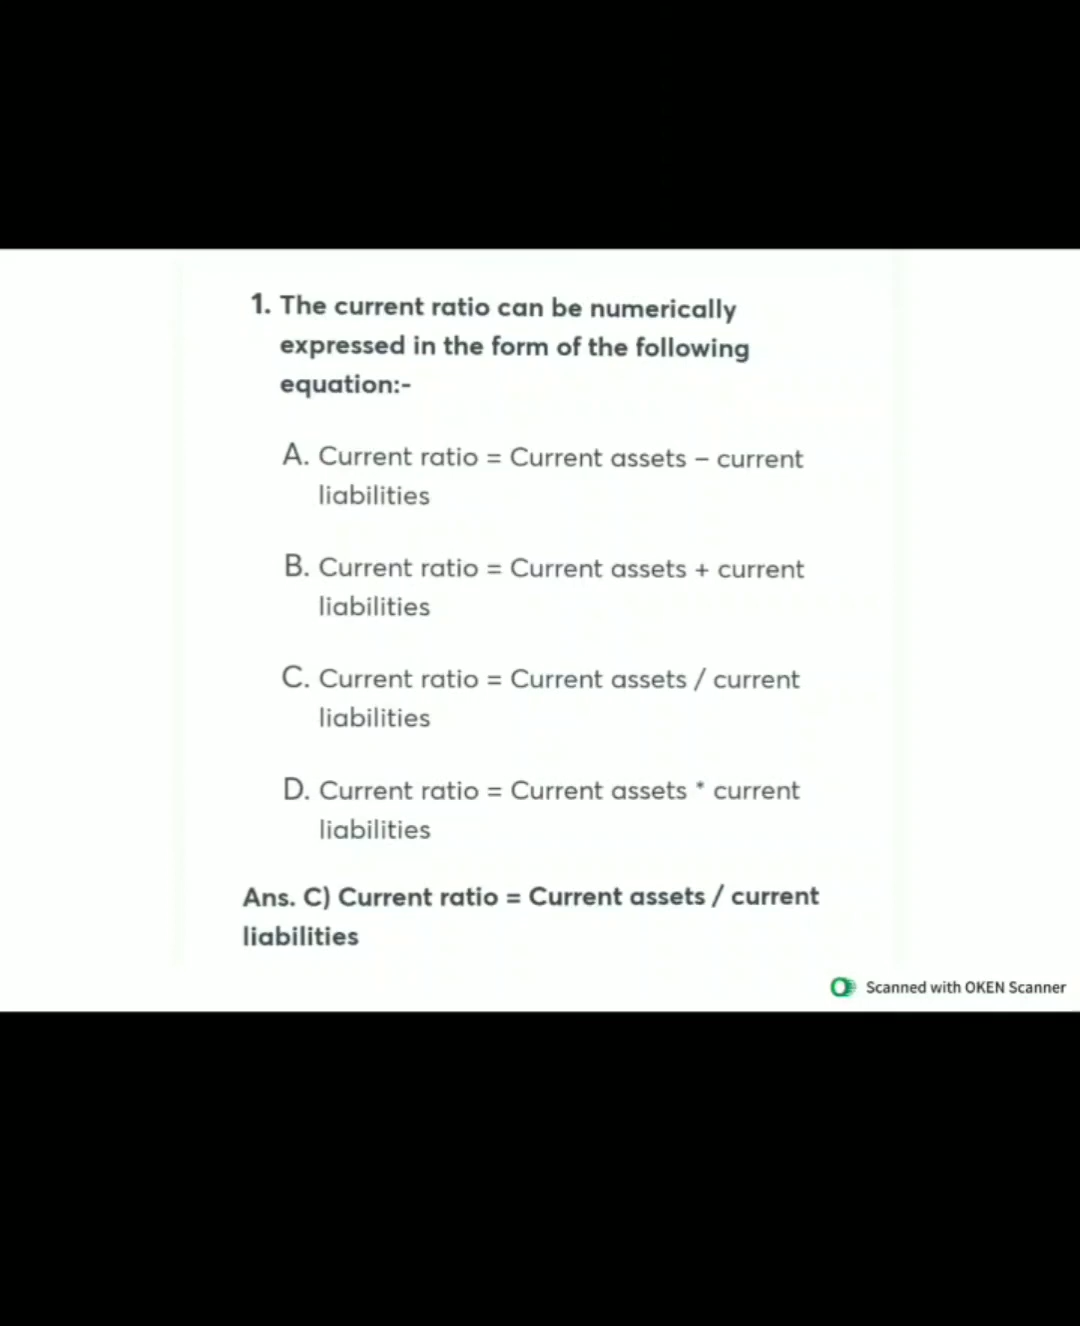 1. The current ratio can be numerically
expressed in the form of the following
equation:-
A. Current ratio = Current assets – current
liabilities
B. Current ratio = Current assets + current
liabilities
C. Current ratio = Current assets / current
liabilities
D. Current ratio = Current assets * current
liabilities
Ans. C) Current ratio = Current assets / current
liabilities
Scanned with OKEN Scanner